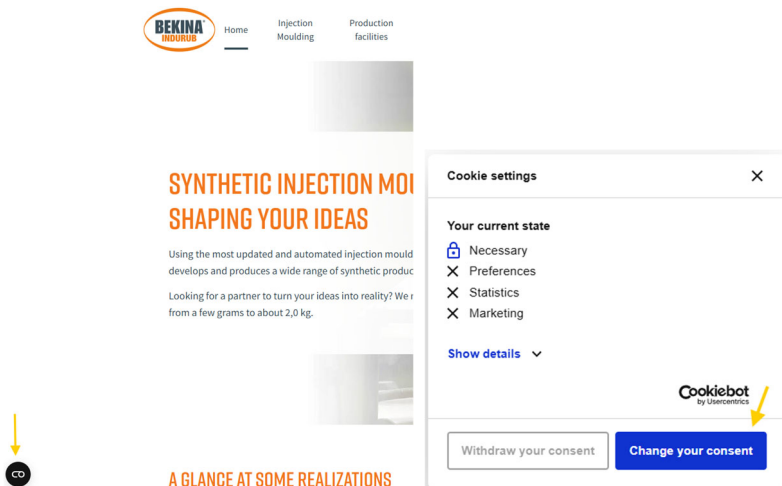 BEKINA
INDURUB
Home
Injection
Moulding
Production
facilities
SYNTHETIC INJECTION MOU
SHAPING YOUR IDEAS
Using the most updated and automated injection mould
develops and produces a wide range of synthetic produc
Looking for a partner to turn your ideas into reality? We
from a few grams to about 2,0 kg.
A GLANCE AT SOME REALIZATIONS
Cookie settings
Your current state
Necessary
Preferences
Statistics
Marketing
Show details
Cookiebot
by Usercentrics
Withdraw your consent
Change your consent